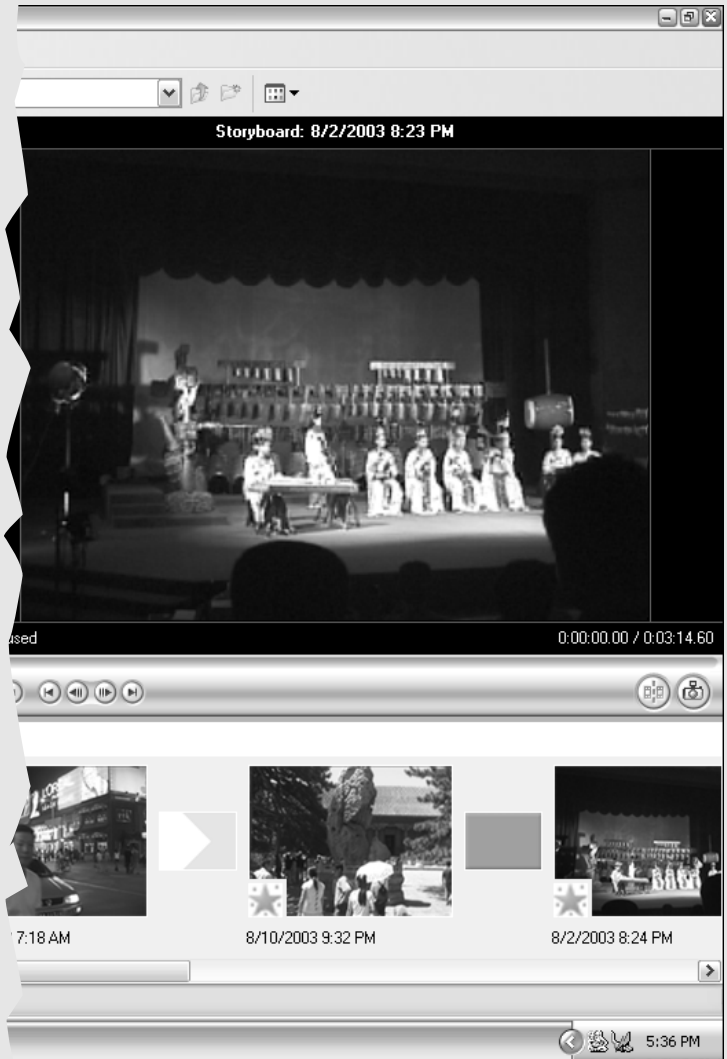 Storyboard: 8/2/2003 8:23 PM
used
0:00:00.00 / 0:03:14.60
7:18 AM
8/10/2003 9:32 PM
8/2/2003 8:24 PM
5:36 PM